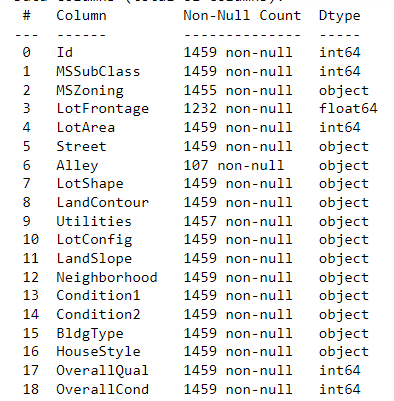 #   Column         Non-Null Count  Dtype
---  ------         --------------  -----
 0   Id             1459 non-null   int64
 1   MSSubClass     1459 non-null   int64
 2   MSZoning       1455 non-null   object
 3   LotFrontage    1232 non-null   float64
 4   LotArea        1459 non-null   int64
 5   Street         1459 non-null   object
 6   Alley          107 non-null    object
 7   LotShape       1459 non-null   object
 8   LandContour    1459 non-null   object
 9   Utilities      1457 non-null   object
 10  LotConfig      1459 non-null   object
 11  LandSlope      1459 non-null   object
 12  Neighborhood   1459 non-null   object
 13  Condition1     1459 non-null   object
 14  Condition2     1459 non-null   object
 15  BldgType       1459 non-null   object
 16  HouseStyle     1459 non-null   object
 17  OverallQual    1459 non-null   int64
 18  OverallCond    1459 non-null   int64